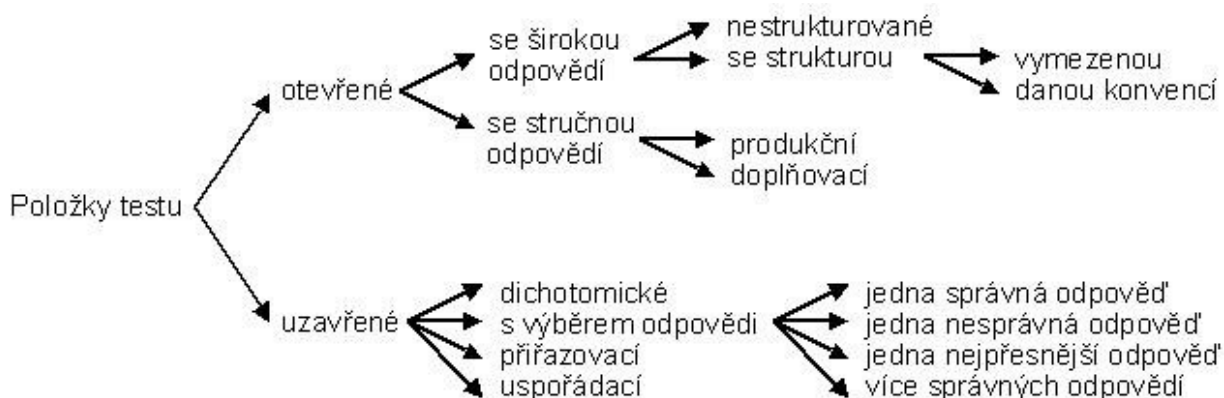 Položky testu
otevřené
se širokou
odpovědí
nestrukturované
se strukturou
vymezenou
danou konvencí
se stručnou
odpovědí
produkční
doplňovací
uzavřené
dichotomické
s výběrem odpovědi
přiřazovací
uspořádací
jedna správná odpověď
jedna nesprávná odpověď
jedna nejpřesnější odpověď
více správných odpovědí